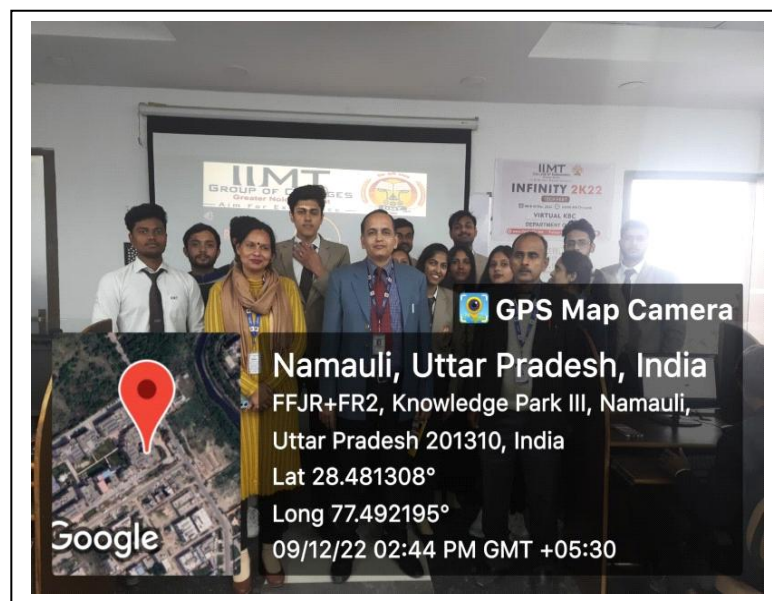 IIMT
GROUP OF COLLEGES
Greater Noida
IIMT
INFINITY 2K22
VIRTUAL KBC
DEPARTMENT
GPS Map Camera
Namauli, Uttar Pradesh, India
FFJR+FR2, Knowledge Park III, Namauli,
Uttar Pradesh 201310, India
Lat 28.481308°
Long 77.492195°
09/12/22 02:44 PM GMT +05:30
Google